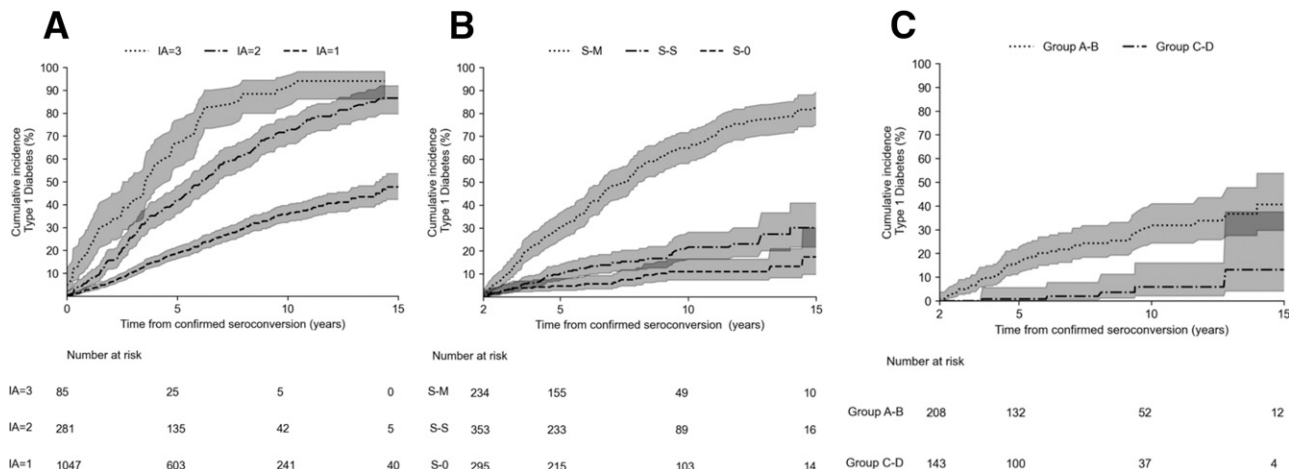 A
IA=3 IA=2 IA=1
Cumulative incidence
Type 1 Diabetes (%)
100
90
80
70
60
50
40
30
20
10
0 5 10 15
Time from confirmed seroconversion (years)
Number at risk
IA=3 85 25 5 0
IA=2 281 135 42 5
IA=1 1047 603 241 40
B
S-M S-S S-0
Cumulative incidence
Type 1 Diabetes (%)
100
90
80
70
60
50
40
30
20
10
2 5 10 15
Time from confirmed seroconversion (years)
Number at risk
S-M 234 155 49 10
S-S 353 233 89 16
S-0 295 215 103 14
C
Group A-B Group C-D
Cumulative incidence
Type 1 Diabetes (%)
100
90
80
70
60
50
40
30
20
10
0
2 5 10 15
Time from confirmed seroconversion (years)
Number at risk
Group A-B 208 132 52 12
Group C-D 143 100 37 4